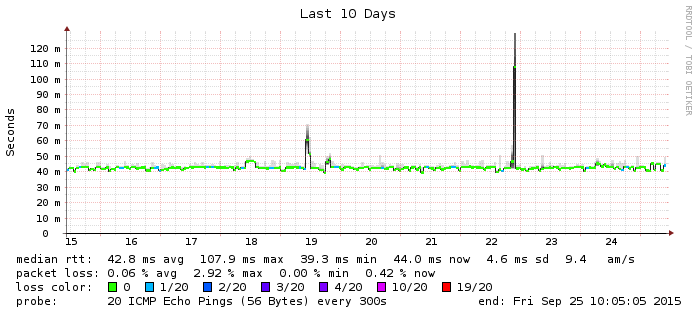 Last 10 Days
RRDTOOL / TOBI OETIKER
Seconds
120 m
110 m
100 m
90 m
80 m
70 m
60 m
50 m
40 m
30 m
20 m
10 m
0
15 16 17 18 19 20 21 22 23 24
median rtt: 42.8 ms avg 107.9 ms max 39.3 ms min 44.0 ms now 4.6 ms sd 9.4 am/s
packet loss: 0.06 % avg 2.92 % max 0.00 % min 0.42 % now
loss color: 0 1/20 2/20 3/20 4/20 10/20 19/20
probe: 20 ICMP Echo Pings (56 Bytes) every 300s end: Fri Sep 25 10:05:05 2015